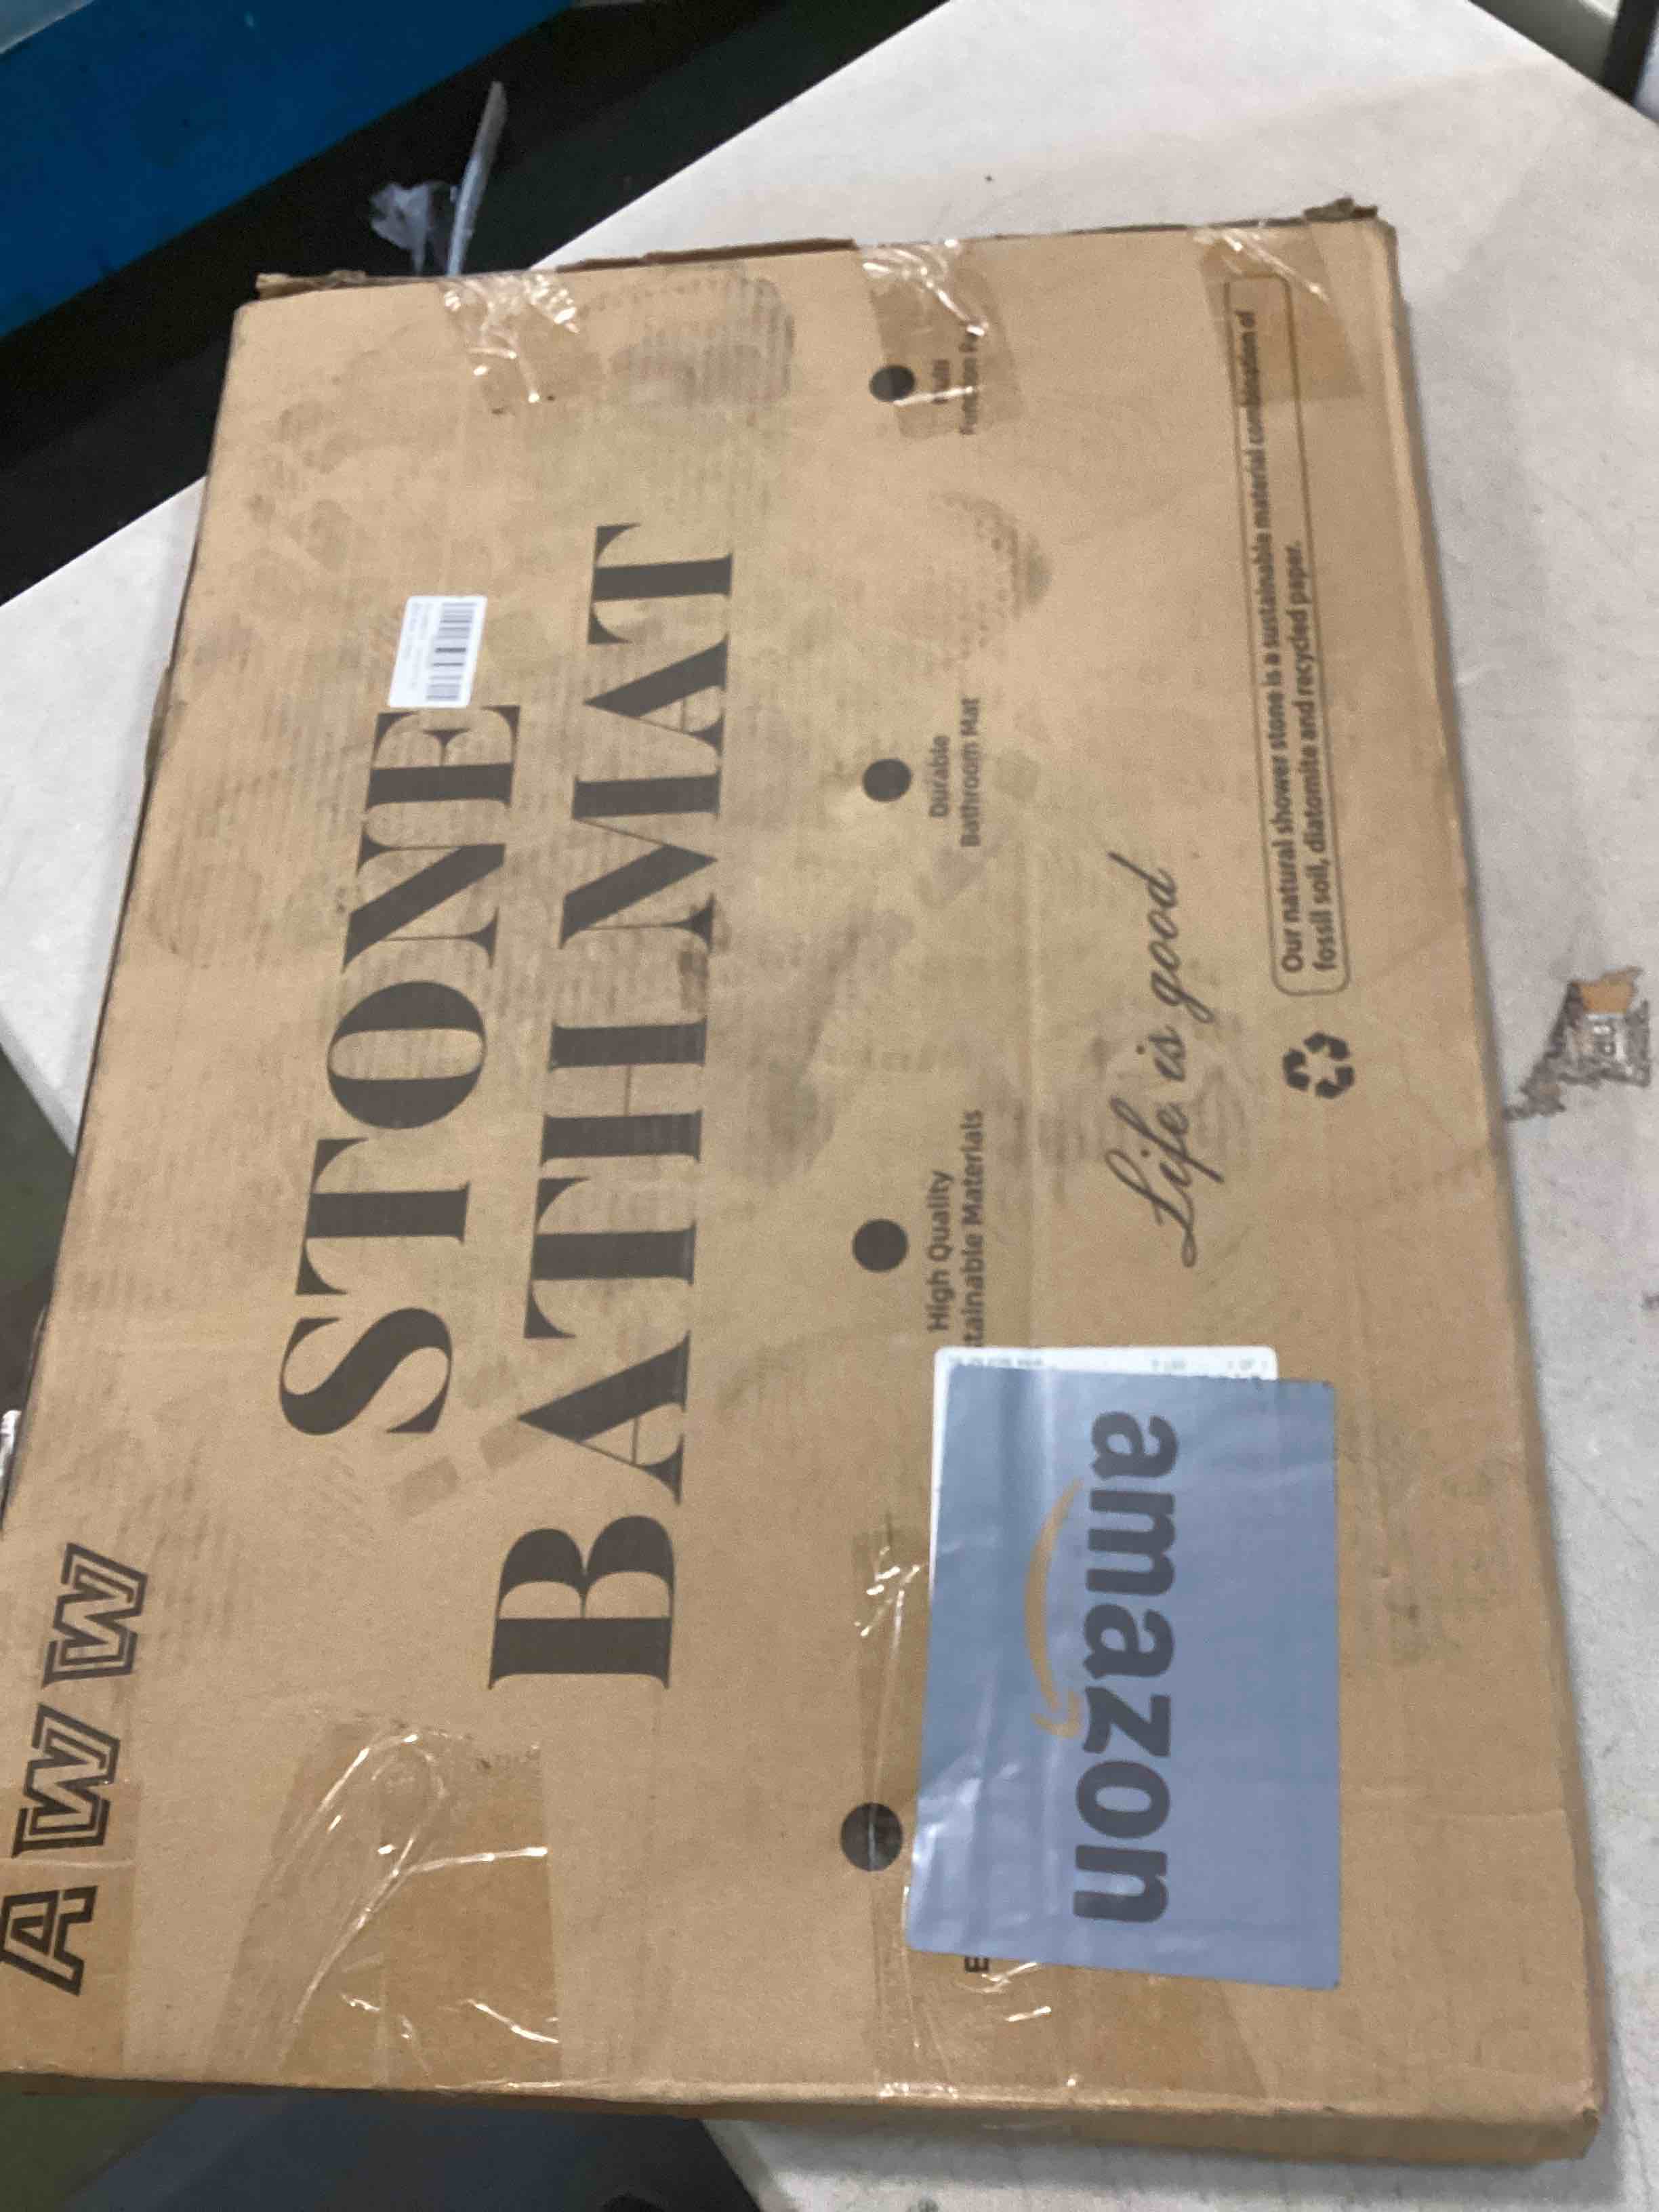 AWW
STONE
BATHMAT
High Quality
tainable Materials
Durable
Bathroom Mat
Life is good
Our natural shower stone is a sustainable material combination of
fossil soil, diatomite and recycled paper.
amazon